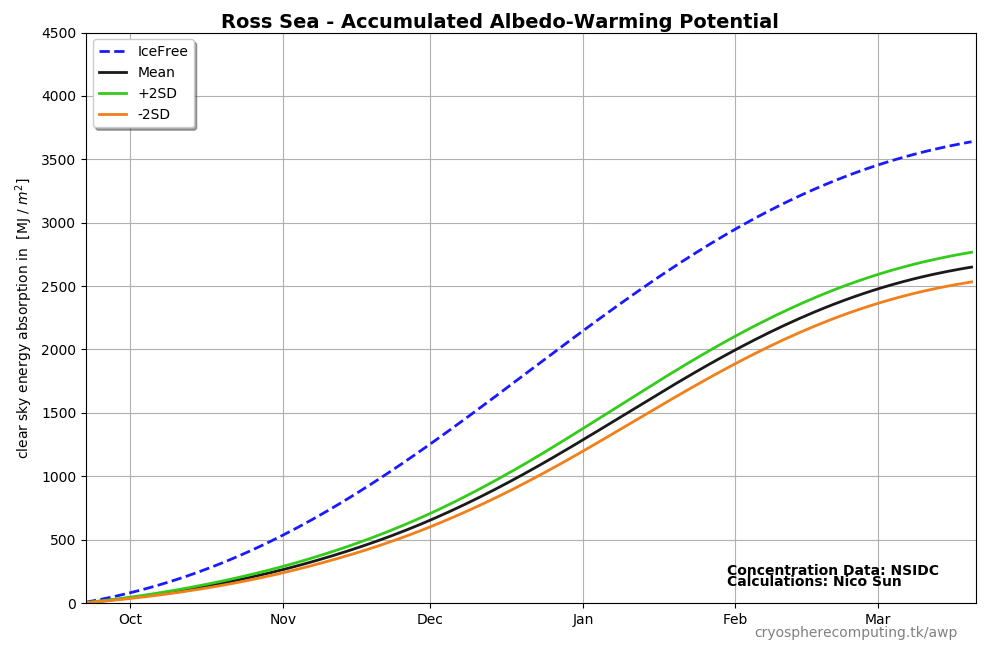 Ross Sea - Accumulated Albedo-Warming Potential
4500
4000
3500
3000
2500
2000
1500
1000
500
0
clear sky energy absorption in [MJ / m²]
IceFree
Mean
+2SD
-2SD
Concentration Data: NSIDC
Calculations: Nico Sun
Oct Nov Dec Jan Feb Mar
cryospherecomputing.tk/awp